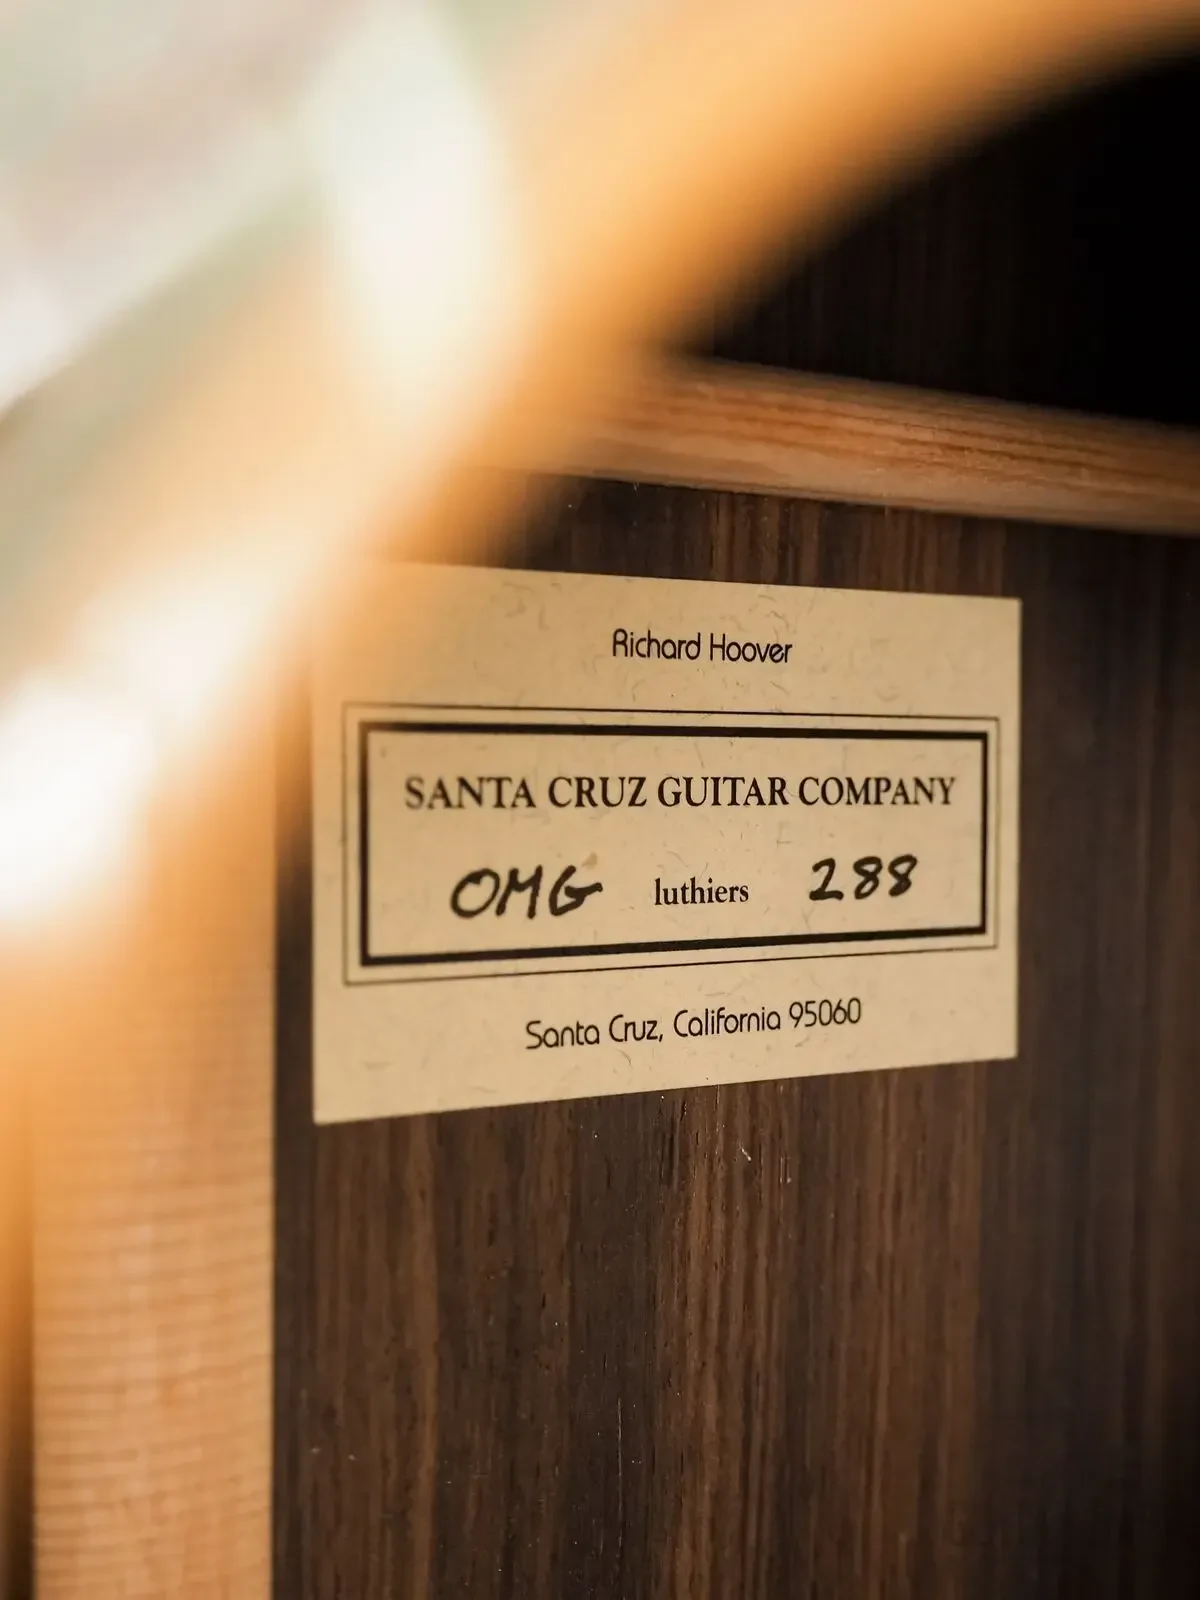 Richard Hoover
SANTA CRUZ GUITAR COMPANY
OMG luthiers 288
Santa Cruz, California 95060